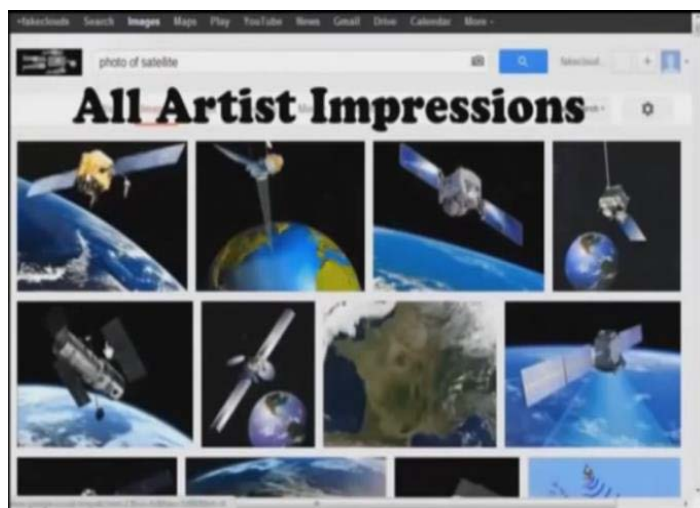 +fakeclouds Search Images Maps Play YouTube News Gmail Drive Calendar More
photo of satellite
All Artist Impressions